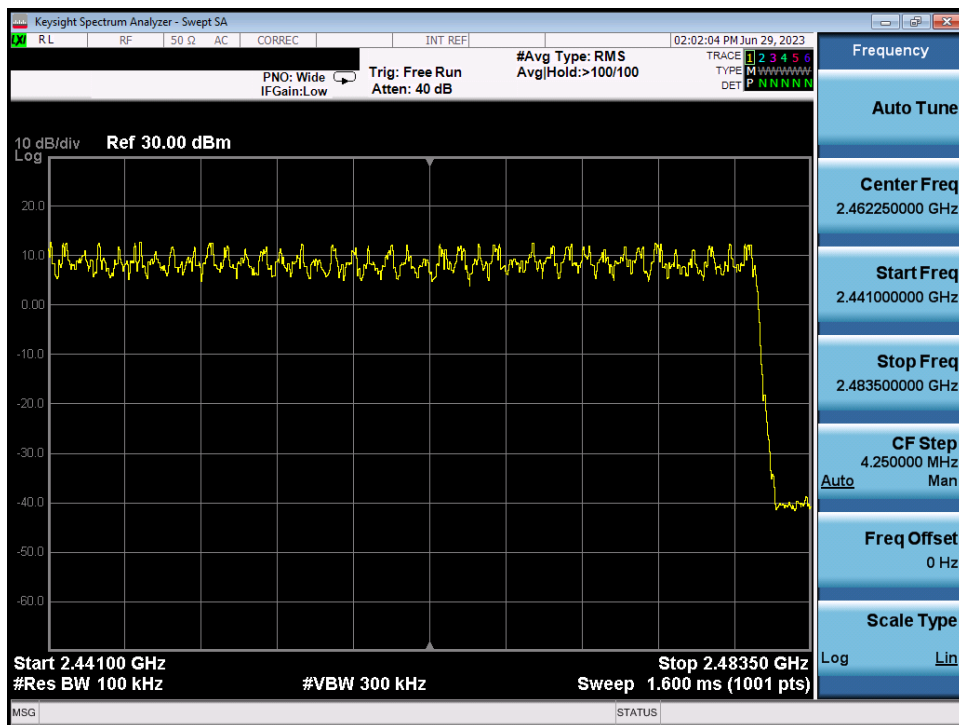 Keysight Spectrum Analyzer - Swept SA
LXI RL RF 50 Ω AC CORREC INT REF 02:02:04 PM Jun 29, 2023
PNO: Wide
IFGain:Low
Trig: Free Run
Atten: 40 dB
#Avg Type: RMS
Avg|Hold:>100/100
TRACE 1 2 3 4 5 6
TYPE M WWWWW
DET P N N N N N
10 dB/div
Log
Ref 30.00 dBm
20.0
10.0
0.00
-10.0
-20.0
-30.0
-40.0
-50.0
-60.0
Start 2.44100 GHz
Stop 2.48350 GHz
#Res BW 100 kHz
#VBW 300 kHz
Sweep 1.600 ms (1001 pts)
MSG
STATUS
Frequency
Auto Tune
Center Freq
2.462250000 GHz
Start Freq
2.441000000 GHz
Stop Freq
2.483500000 GHz
CF Step
4.250000 MHz
Auto Man
Freq Offset
0 Hz
Scale Type
Log Lin